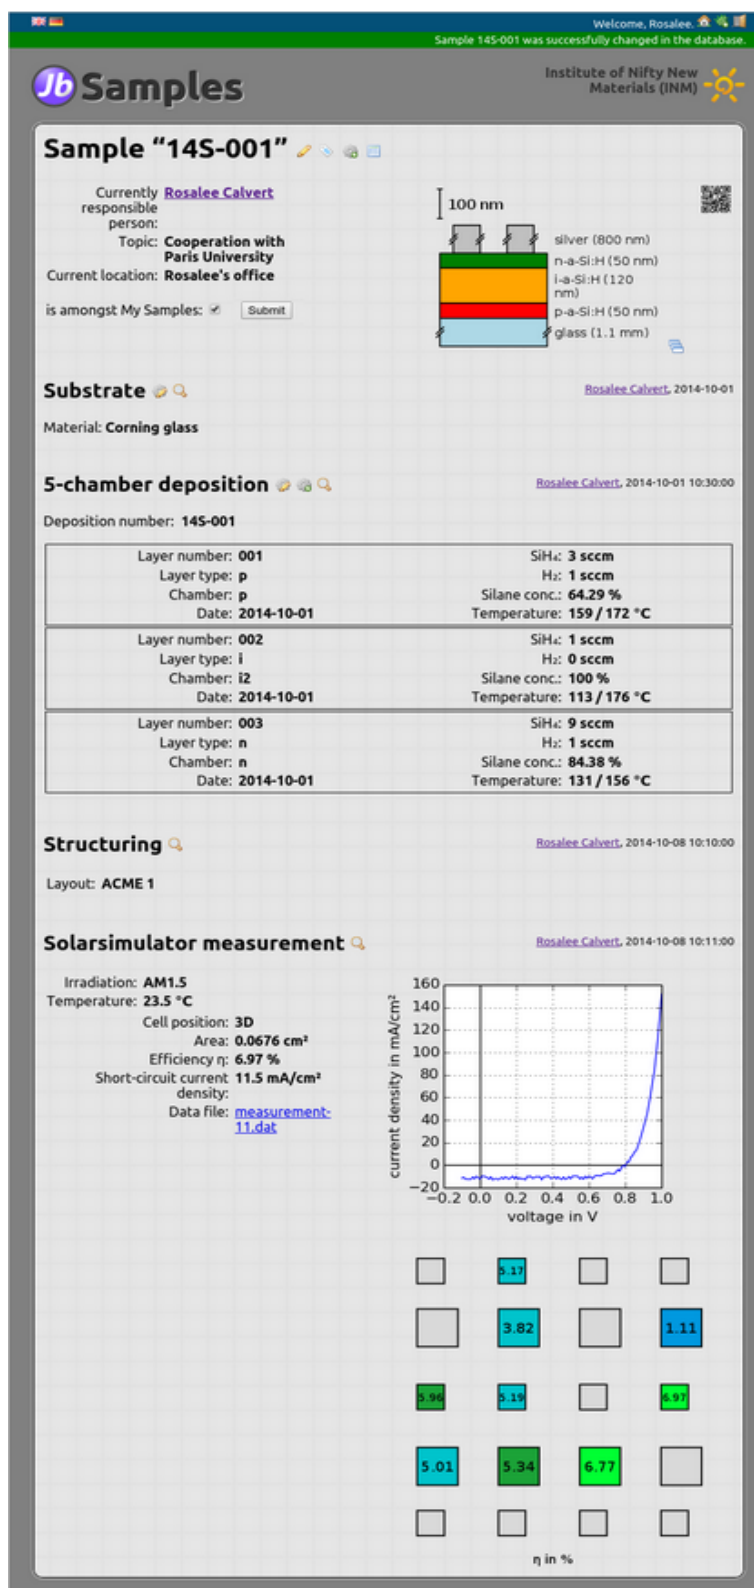 Welcome, Rosalee.
Sample 14S-001 was successfully changed in the database.
Jb Samples
Institute of Nifty New
Materials (INM)
Sample “14S-001”
Currently responsible person: Rosalee Calvert
Topic: Cooperation with Paris University
Current location: Rosalee's office
is amongst My Samples: Submit
100 nm
silver (800 nm)
n-a-Si:H (50 nm)
i-a-Si:H (120
nm)
p-a-Si:H (50 nm)
glass (1.1 mm)
Substrate
Rosalee Calvert, 2014-10-01
Material: Corning glass
5-chamber deposition
Rosalee Calvert, 2014-10-01 10:30:00
Deposition number: 14S-001
Layer number: 001 SiH₄: 3 sccm
Layer type: p H₂: 1 sccm
Chamber: p Silane conc.: 64.29 %
Date: 2014-10-01 Temperature: 159 / 172 °C
Layer number: 002 SiH₄: 1 sccm
Layer type: i H₂: 0 sccm
Chamber: i2 Silane conc.: 100 %
Date: 2014-10-01 Temperature: 113 / 176 °C
Layer number: 003 SiH₄: 9 sccm
Layer type: n H₂: 1 sccm
Chamber: n Silane conc.: 84.38 %
Date: 2014-10-01 Temperature: 131 / 156 °C
Structuring
Rosalee Calvert, 2014-10-08 10:10:00
Layout: ACME 1
Solarsimulator measurement
Rosalee Calvert, 2014-10-08 10:11:00
Irradiation: AM1.5
Temperature: 23.5 °C
Cell position: 3D
Area: 0.0676 cm²
Efficiency η: 6.97 %
Short-circuit current density: 11.5 mA/cm²
Data file: measurement-
11.dat
current density in mA/cm²
160
140
120
100
80
60
40
20
0
−20
−0.2 0.0 0.2 0.4 0.6 0.8 1.0
voltage in V
5.17
3.82 1.11
5.96 5.19 6.97
5.01 5.34 6.77
η in %